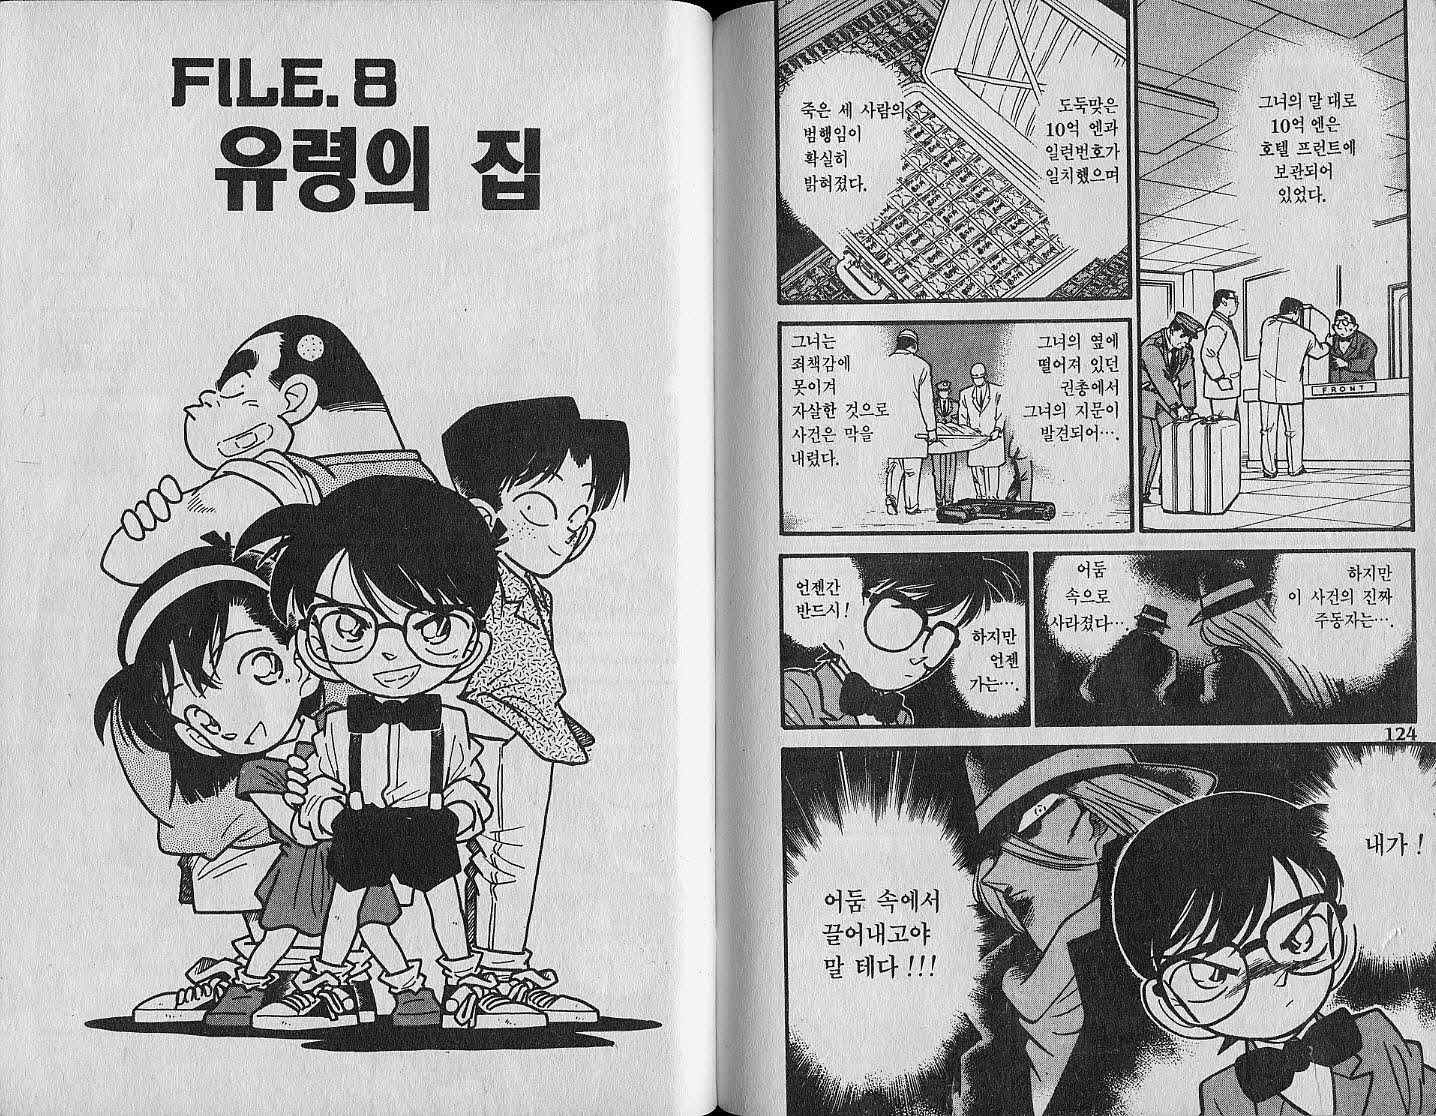 그녀의 말 대로
10억 엔은
호텔 프런트에
보관되어
있었다.
FRONT
도둑맞은
10억 엔과
일련번호가
일치했으며
죽은 세 사람의
범행임이
확실히
밝혀졌다.
그녀의 옆에
떨어져 있던
권총에서
그녀의 지문이
발견되어….
그녀는
죄책감에
못이겨
자살한 것으로
사건은 막을
내렸다.
하지만
이 사건의 진짜
주동자는….
어둠
속으로
사라졌다….
하지만
언젠
가는….
언젠간
반드시!
124
내가!
어둠 속에서
끌어내고야
말 테다!!!
FILE. 8
유령의 집